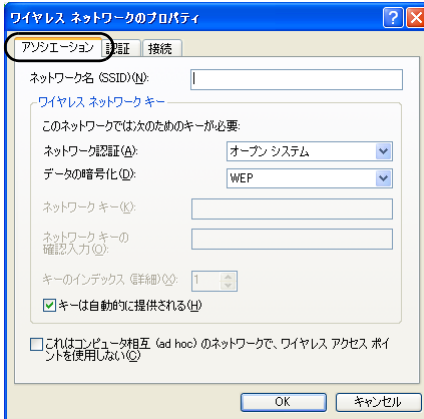 ワイヤレス ネットワークのプロパティ
アソシエーション 認証 接続
ネットワーク名 (SSID)(N):
ワイヤレス ネットワーク キー
このネットワークでは次のためのキーが必要:
ネットワーク認証(A): オープン システム
データの暗号化(D): WEP
ネットワーク キー(K):
ネットワーク キーの
確認入力(O):
キーのインデックス (詳細)(X): 1
キーは自動的に提供される(H)
これはコンピュータ相互 (ad hoc) のネットワークで、ワイヤレス アクセス ポイ
ントを使用しない(C)
OK キャンセル